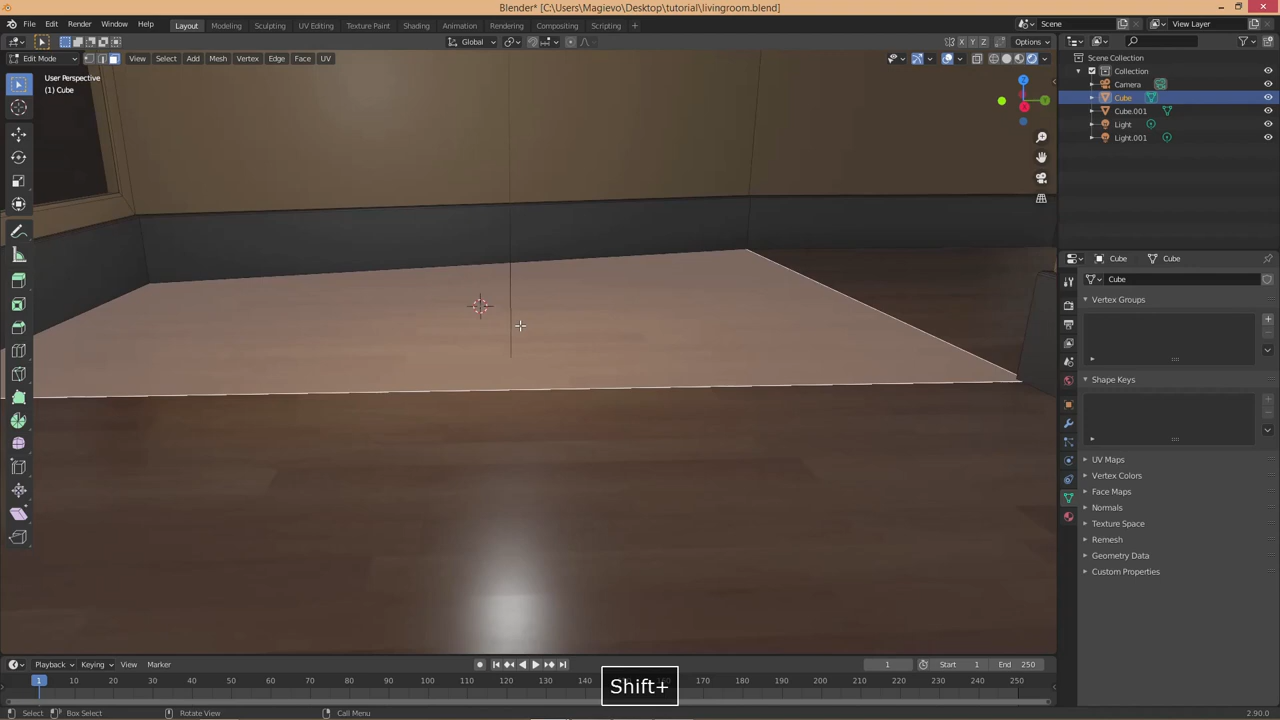 Blender* [C:\Users\Magievo\Desktop\tutorial\livingroom.blend]
File Edit Render Window Help Layout Modeling Sculpting UV Editing Texture Paint Shading Animation Rendering Compositing Scripting + Scene View Layer
Global X Y Z Options
Edit Mode View Select Add Mesh Vertex Edge Face UV
User Perspective
(1) Cube
Scene Collection
Collection
Camera
Cube
Cube.001
Light
Light.001
Cube Cube
Cube
Vertex Groups
Shape Keys
UV Maps
Vertex Colors
Face Maps
Normals
Texture Space
Remesh
Geometry Data
Custom Properties
Playback Keying View Marker 1 Start 1 End 250
1 10 20 30 40 50 60 70 80 90 100 110 120 130 140 150 160 170 180 190 200 210 220 230 240 250
Shift+
Select Box Select Rotate View Call Menu 2.90.0